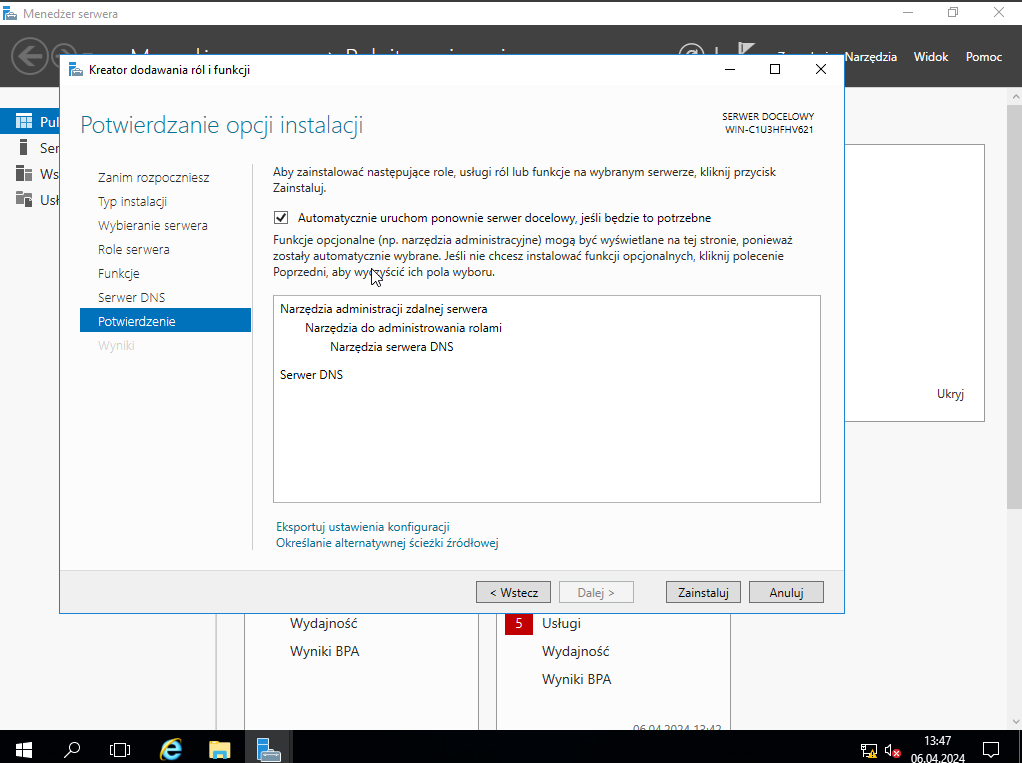 Menedżer serwera
Narzędzia
Widok
Pomoc
Kreator dodawania ról i funkcji
Potwierdzanie opcji instalacji
SERWER DOCELOWY
WIN-C1U3HFHV621
Pul
Ser
Ws
Usł
Zanim rozpoczniesz
Typ instalacji
Wybieranie serwera
Role serwera
Funkcje
Serwer DNS
Potwierdzenie
Wyniki
Aby zainstalować następujące role, usługi ról lub funkcje na wybranym serwerze, kliknij przycisk
Zainstaluj.
Automatycznie uruchom ponownie serwer docelowy, jeśli będzie to potrzebne
Funkcje opcjonalne (np. narzędzia administracyjne) mogą być wyświetlane na tej stronie, ponieważ
zostały automatycznie wybrane. Jeśli nie chcesz instalować funkcji opcjonalnych, kliknij polecenie
Poprzedni, aby wyczyścić ich pola wyboru.
Narzędzia administracji zdalnej serwera
Narzędzia do administrowania rolami
Narzędzia serwera DNS
Serwer DNS
Ukryj
Eksportuj ustawienia konfiguracji
Określanie alternatywnej ścieżki źródłowej
< Wstecz
Dalej >
Zainstaluj
Anuluj
Wydajność
Wyniki BPA
5 Usługi
Wydajność
Wyniki BPA
06.04.2024 13:42
13:47
06.04.2024